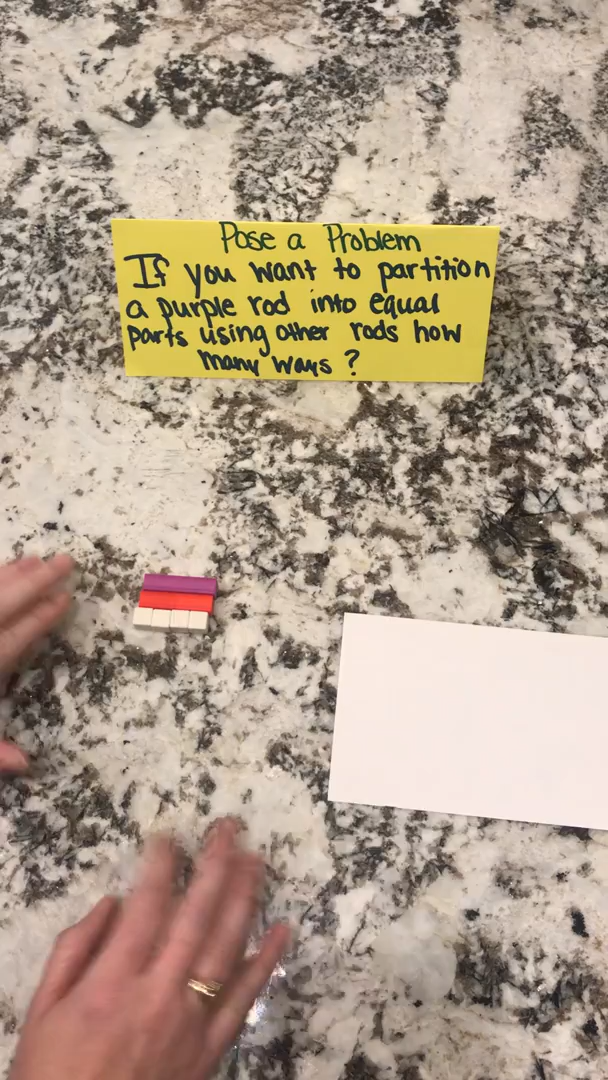 Pose a Problem
If you want to partition
a purple rod into equal
parts using other rods how
many ways ?